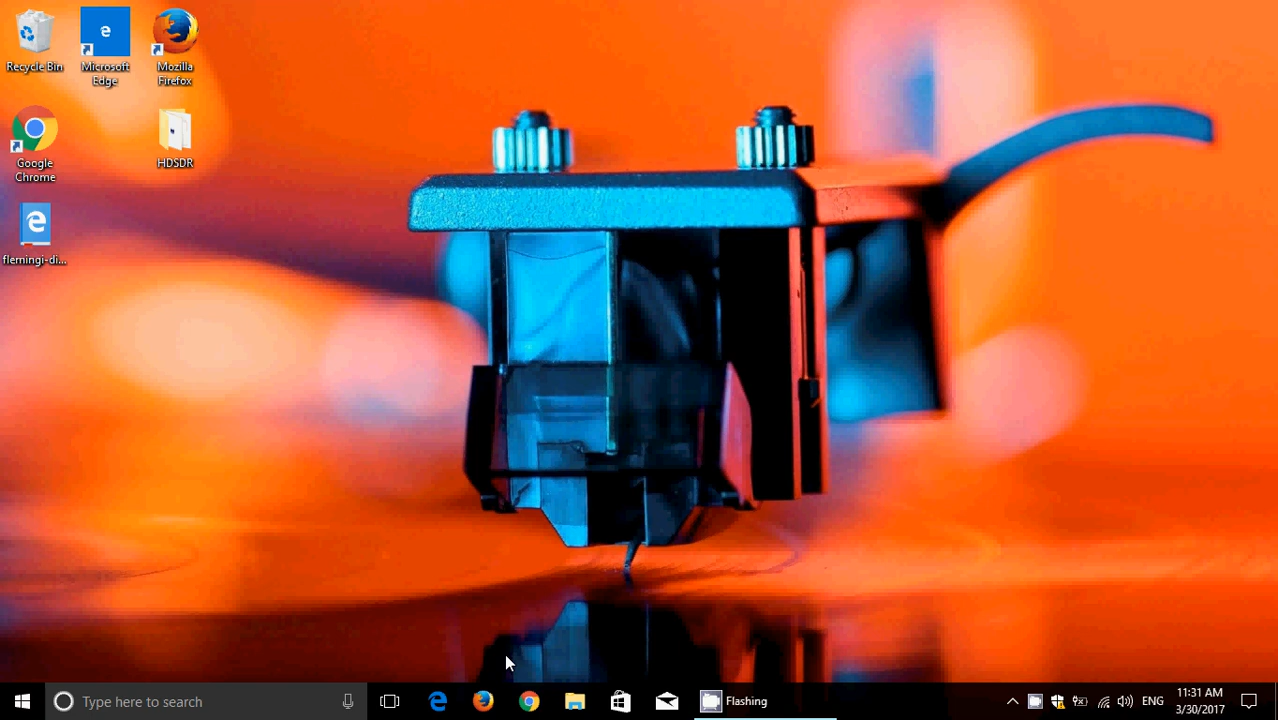 Recycle Bin
Microsoft
Edge
Mozilla
Firefox
Google
Chrome
HDSDR
flemingi-di...
Type here to search
Flashing
ENG
11:31 AM
3/30/2017